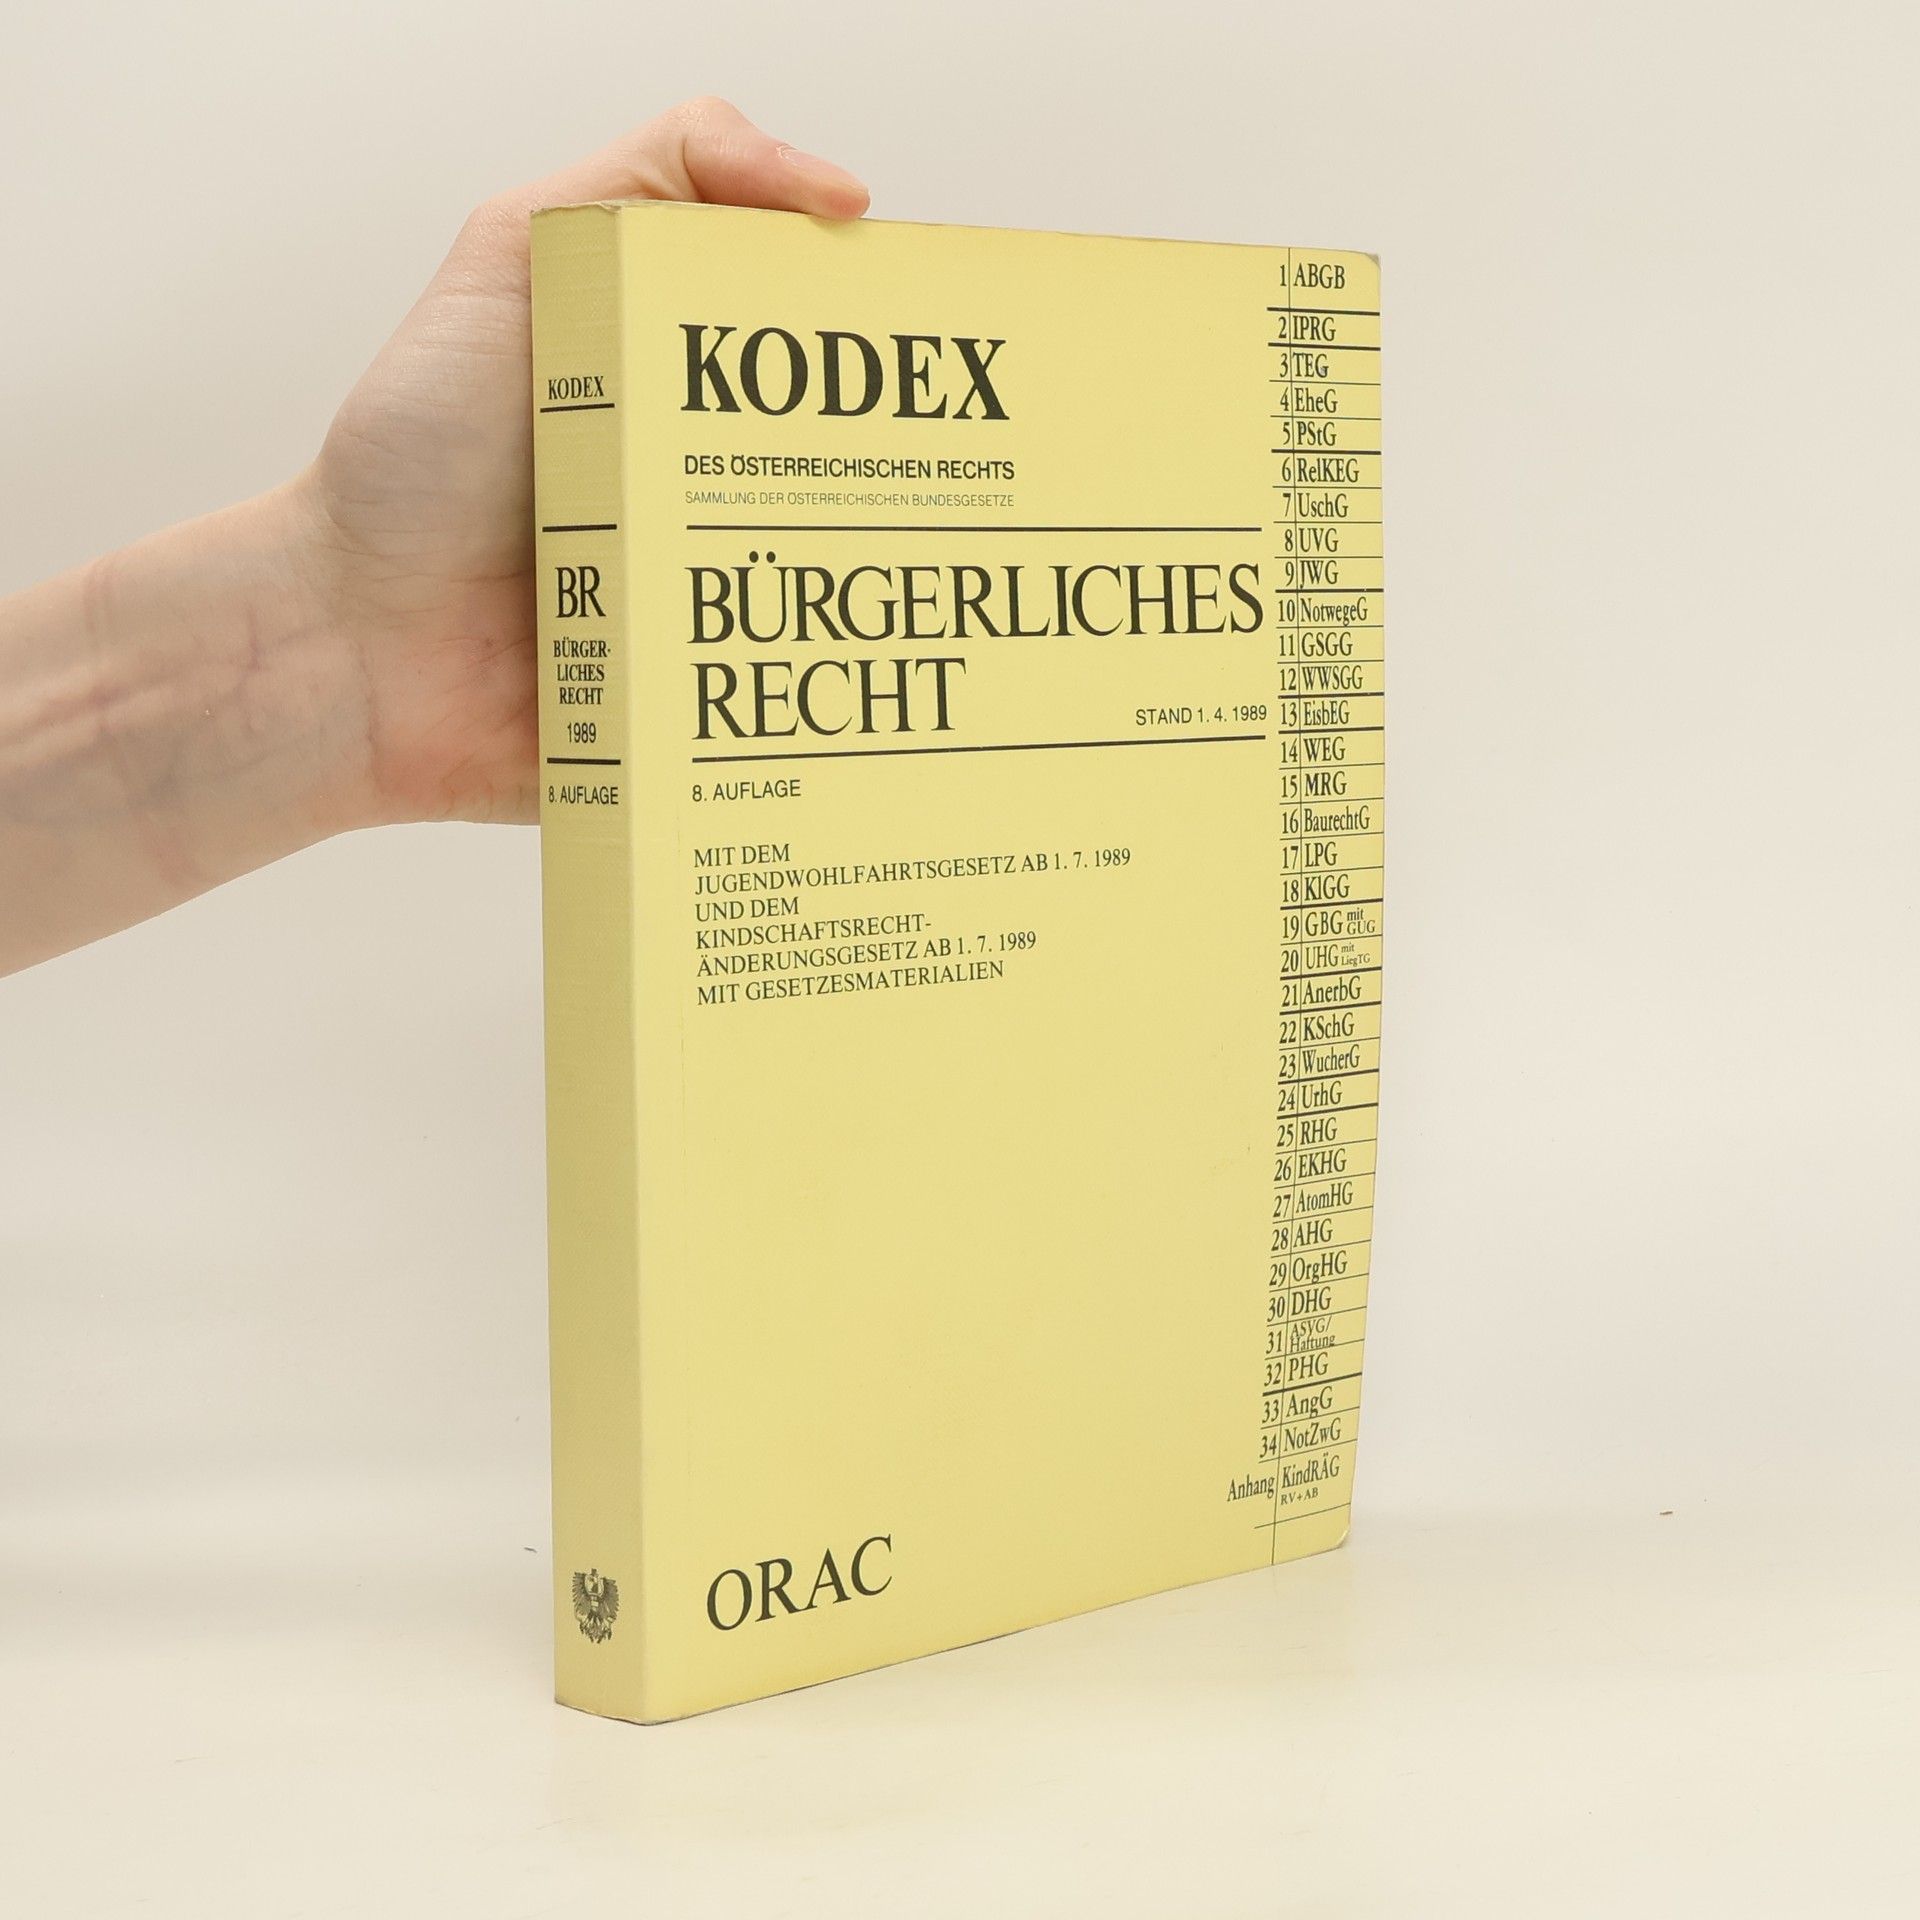 KODEX
BR
BÜRGER-
LICHES
RECHT
1989
8. AUFLAGE
KODEX
DES ÖSTERREICHISCHEN RECHTS
SAMMLUNG DER ÖSTERREICHISCHEN BUNDESGESETZE
BÜRGERLICHES
RECHT
STAND 1. 4. 1989
8. AUFLAGE
MIT DEM
JUGENDWOHLFAHRTSGESETZ AB 1. 7. 1989
UND DEM
KINDSCHAFTSRECHT-
ÄNDERUNGSGESETZ AB 1. 7. 1989
MIT GESETZESMATERIALIEN
ORAC
1 ABGB
2 IPRG
3 TEG
4 EheG
5 PStG
6 RelKEG
7 UschG
8 UVG
9 JWG
10 NotwegeG
11 GSGG
12 WWSGG
13 EisbEG
14 WEG
15 MRG
16 BaurechtG
17 LPG
18 KlGG
19 GBG mit GUG
20 UHG mit LiegTG
21 AnerbG
22 KSchG
23 WucherG
24 UrhG
25 RHG
26 EKHG
27 AtomHG
28 AHG
29 OrgHG
30 DHG
31 ASVG/ Haftung
32 PHG
33 AngG
34 NotZwG
Anhang KindRÄG
RV+AB